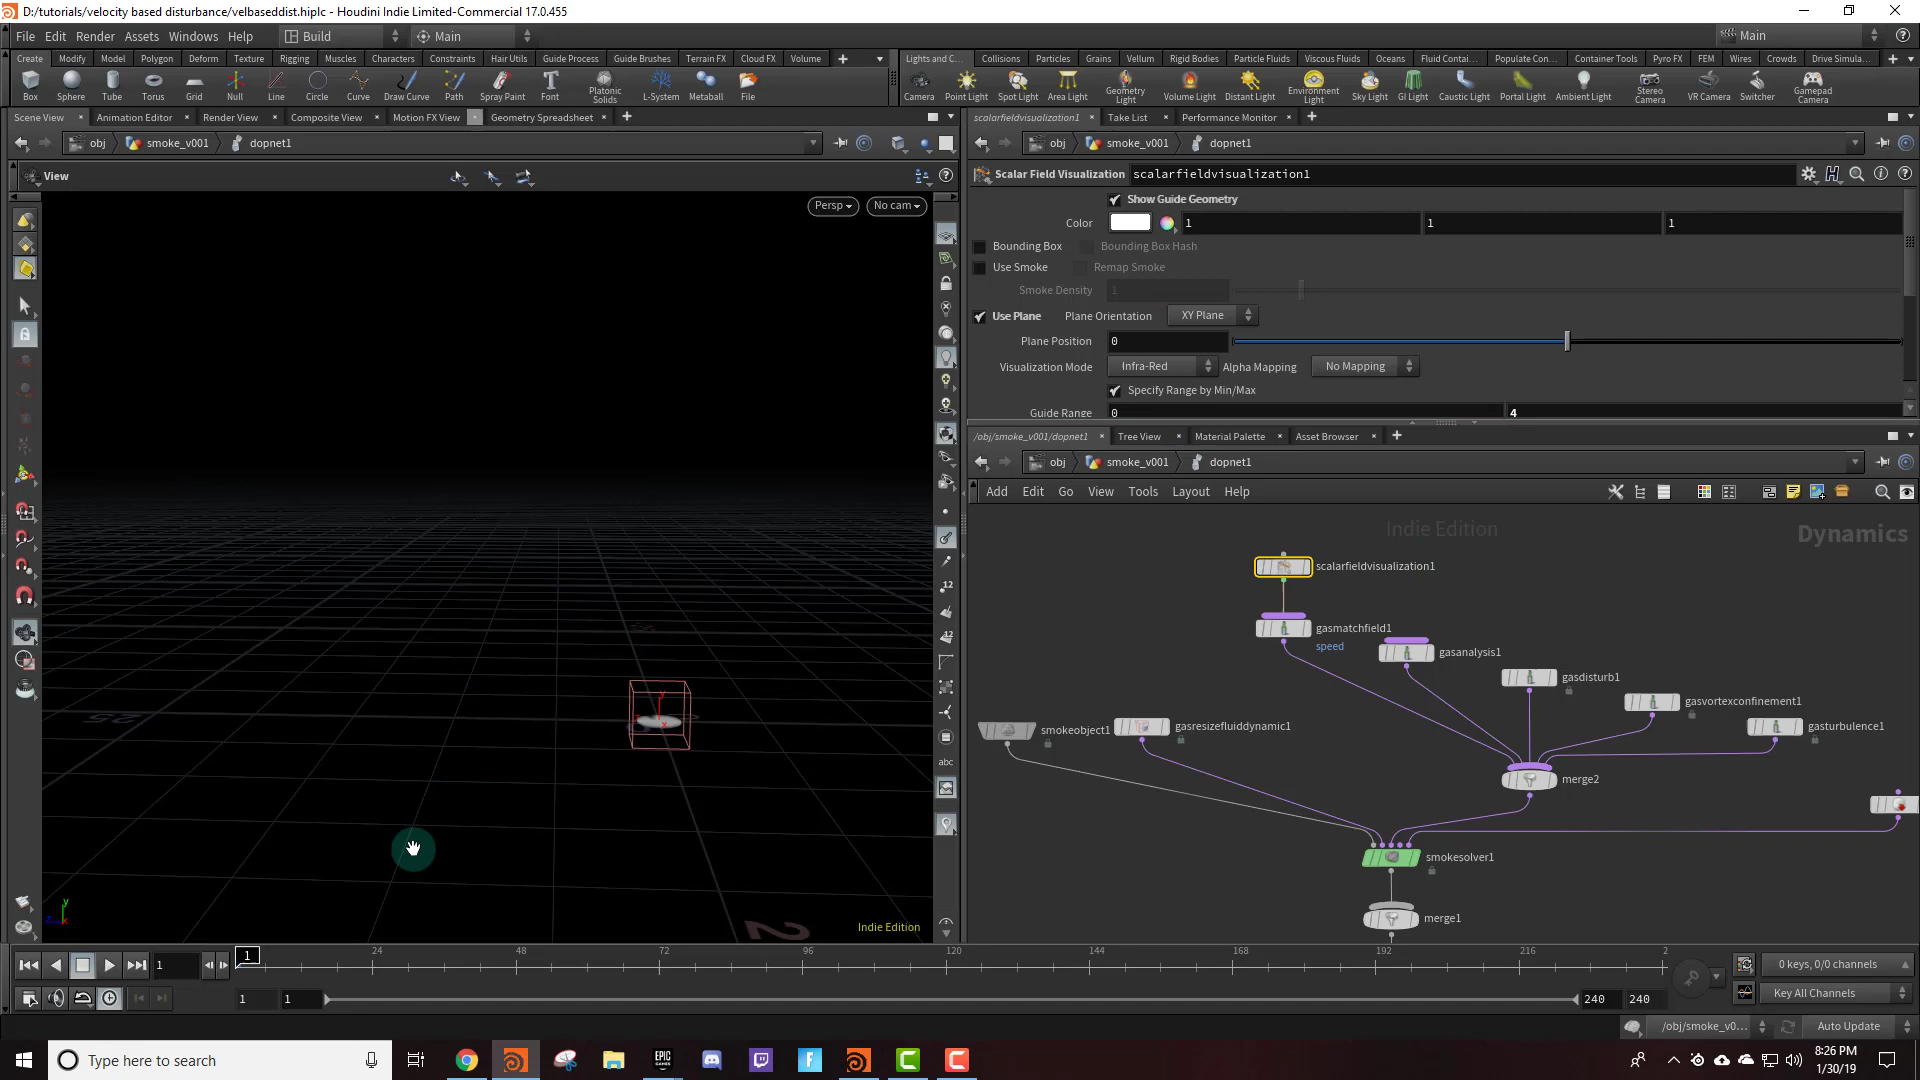 D:/tutorials/velocity based disturbance/velbaseddist.hiplc - Houdini Indie Limited-Commercial 17.0.455
File Edit Render Assets Windows Help Build Main Main
Create Modify Model Polygon Deform Texture Rigging Muscles Characters Constraints Hair Utils Guide Process Guide Brushes Terrain FX Cloud FX Volume
Lights and C... Collisions Particles Grains Vellum Rigid Bodies Particle Fluids Viscous Fluids Oceans Fluid Contai... Populate Con... Container Tools Pyro FX FEM Wires Crowds Drive Simula...
Box Sphere Tube Torus Grid Null Line Circle Curve Draw Curve Path Spray Paint Font Platonic Solids L-System Metaball File
Camera Point Light Spot Light Area Light Geometry Light Volume Light Distant Light Environment Light Sky Light GI Light Caustic Light Portal Light Ambient Light Stereo Camera VR Camera Switcher Gamepad Camera
Scene View Animation Editor Render View Composite View Motion FX View Geometry Spreadsheet
scalarfieldvisualization1 Take List Performance Monitor
obj smoke_v001 dopnet1
obj smoke_v001 dopnet1
View
Scalar Field Visualization scalarfieldvisualization1
Persp No cam
Show Guide Geometry
Color 1 1 1
Bounding Box Bounding Box Hash
Use Smoke Remap Smoke
Smoke Density 1
Use Plane Plane Orientation XY Plane
Plane Position 0
Visualization Mode Infra-Red Alpha Mapping No Mapping
Specify Range by Min/Max
Guide Range 0 4
/obj/smoke_v001/dopnet1 Tree View Material Palette Asset Browser
obj smoke_v001 dopnet1
Add Edit Go View Tools Layout Help
Indie Edition
Dynamics
scalarfieldvisualization1
gasmatchfield1
speed
gasanalysis1
gasdisturb1
gasvortexconfinement1
smokeobject1 gasresizefluiddynamic1 gasturbulence1
merge2
smokesolver1
merge1
12
12
abc
25
2
y
x
y
z
x
Indie Edition
1 1 24 48 72 96 120 144 168 192 216 2
0 keys, 0/0 channels
1 1 240 240 Key All Channels
/obj/smoke_v0... Auto Update
Type here to search
EPIC GAMES
8:26 PM
1/30/19